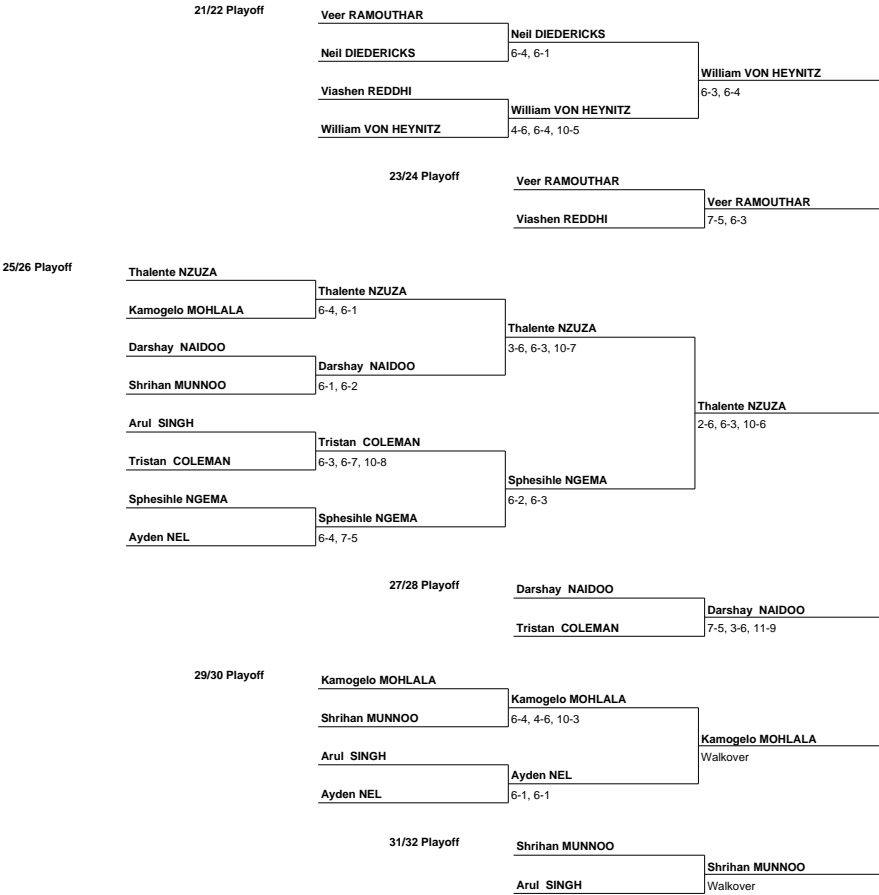 21/22 Playoff
Veer RAMOUTHAR
Neil DIEDERICKS
Neil DIEDERICKS
6-4, 6-1
William VON HEYNITZ
6-3, 6-4
Viashen REDDHI
William VON HEYNITZ
William VON HEYNITZ
4-6, 6-4, 10-5
23/24 Playoff
Veer RAMOUTHAR
Veer RAMOUTHAR
Viashen REDDHI
7-5, 6-3
25/26 Playoff
Thalente NZUZA
Thalente NZUZA
Kamogelo MOHLALA
6-4, 6-1
Thalente NZUZA
3-6, 6-3, 10-7
Darshay NAIDOO
Darshay NAIDOO
Shrihan MUNNOO
6-1, 6-2
Thalente NZUZA
2-6, 6-3, 10-6
Arul SINGH
Tristan COLEMAN
Tristan COLEMAN
6-3, 6-7, 10-8
Sphesihle NGEMA
6-2, 6-3
Sphesihle NGEMA
Sphesihle NGEMA
Ayden NEL
6-4, 7-5
27/28 Playoff
Darshay NAIDOO
Darshay NAIDOO
Tristan COLEMAN
7-5, 3-6, 11-9
29/30 Playoff
Kamogelo MOHLALA
Kamogelo MOHLALA
Shrihan MUNNOO
6-4, 4-6, 10-3
Kamogelo MOHLALA
Walkover
Arul SINGH
Ayden NEL
Ayden NEL
6-1, 6-1
31/32 Playoff
Shrihan MUNNOO
Shrihan MUNNOO
Arul SINGH
Walkover